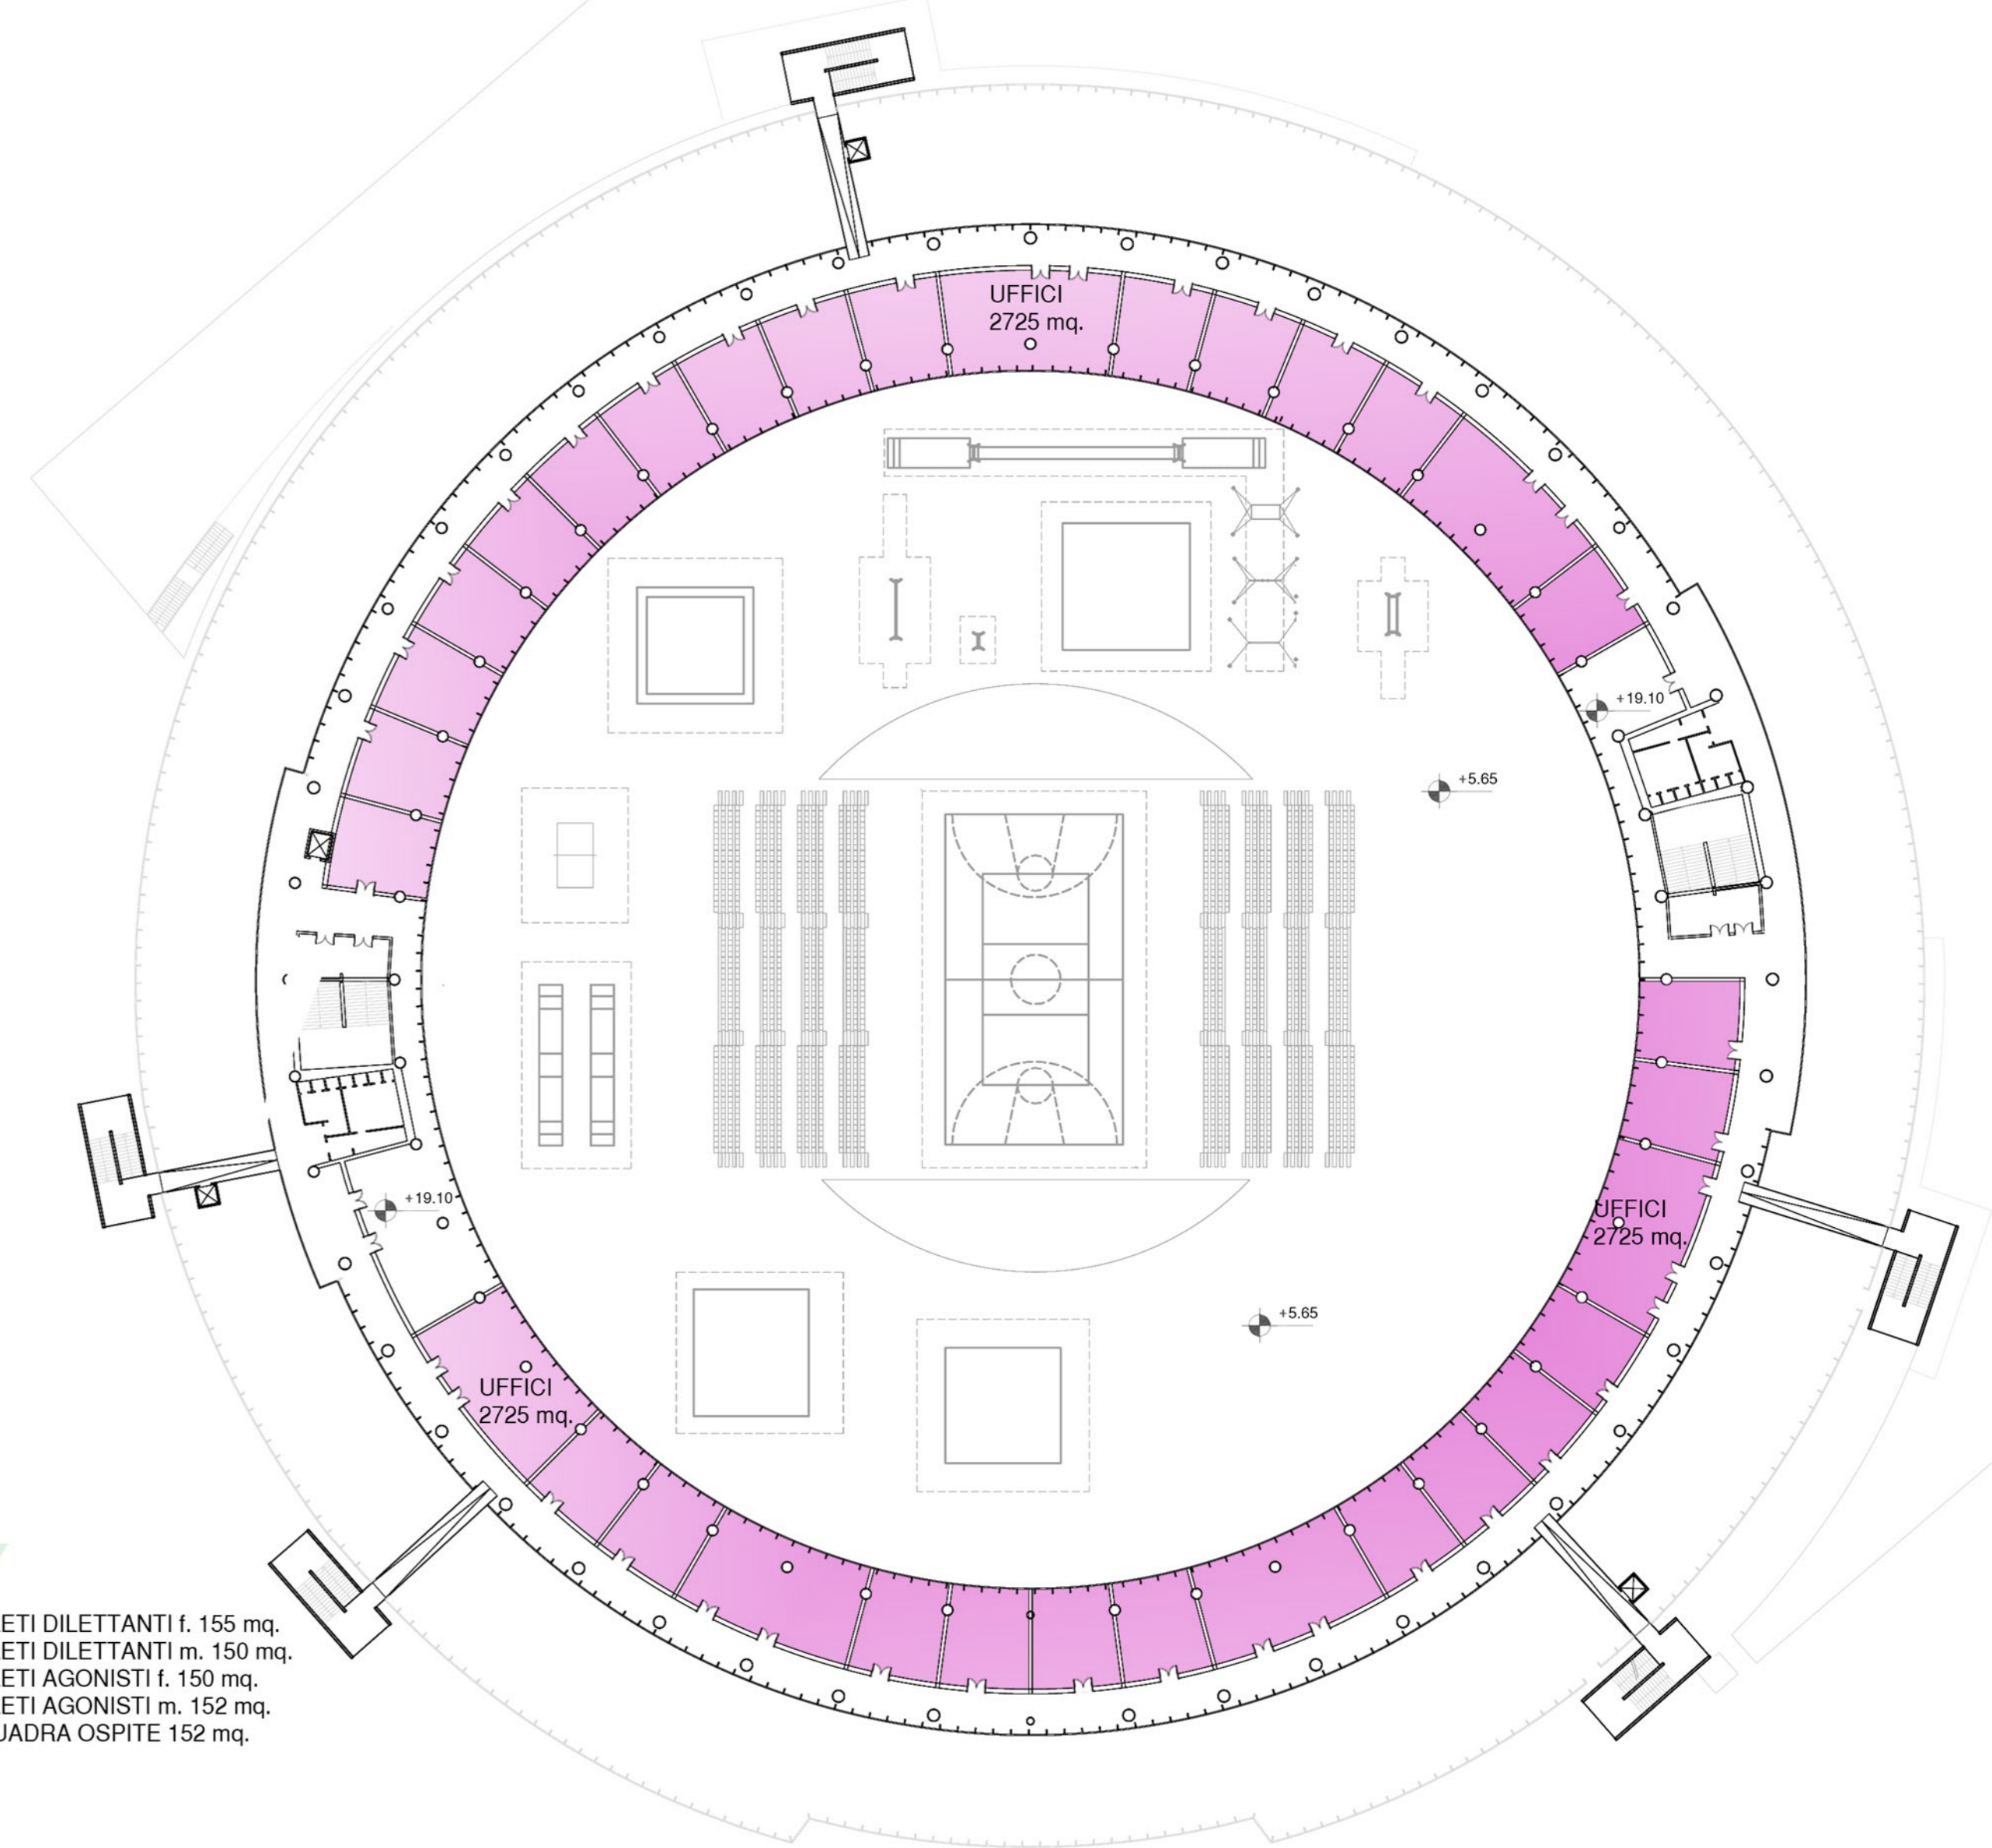 UFFICI
2725 mq.
+19.10
+5.65
+19.10
UFFICI
2725 mq.
+5.65
UFFICI
2725 mq.
ETI DILETTANTI f. 155 mq.
ETI DILETTANTI m. 150 mq.
ETI AGONISTI f. 150 mq.
ETI AGONISTI m. 152 mq.
UADRA OSPITE 152 mq.